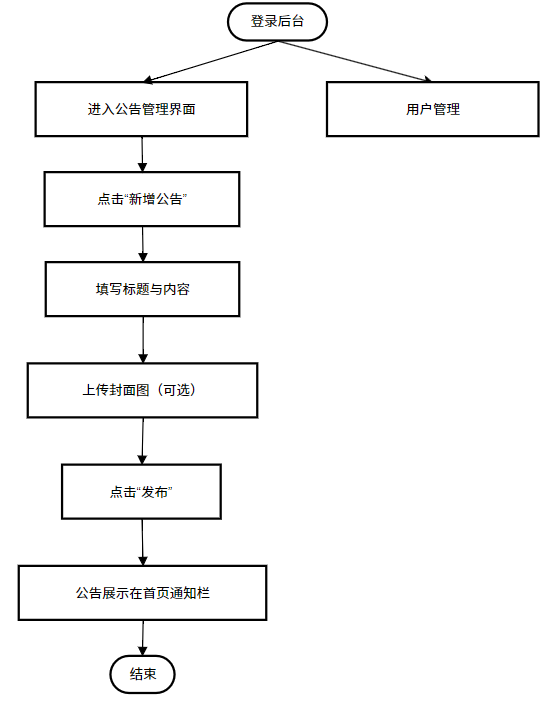 登录后台
进入公告管理界面
用户管理
点击“新增公告”
填写标题与内容
上传封面图（可选）
点击“发布”
公告展示在首页通知栏
结束